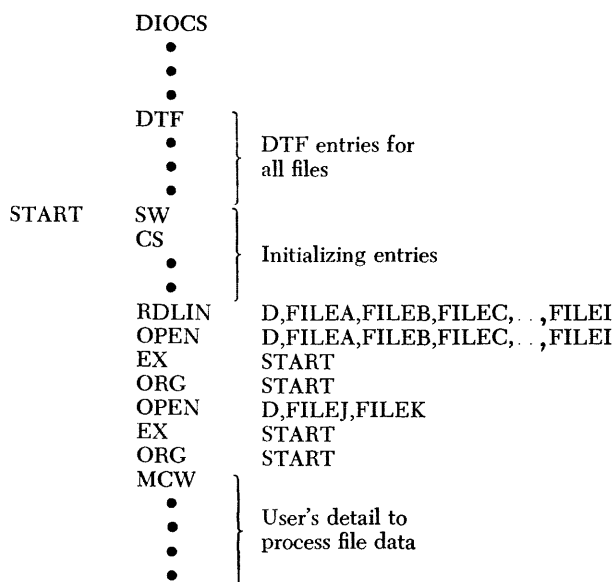 DIOCS
•
•
•
DTF
•
•
•
DTF entries for
all files
START SW
CS
•
•
Initializing entries
RDLIN D,FILEA,FILEB,FILEC,. . ,FILEI
OPEN D,FILEA,FILEB,FILEC,. . ,FILEI
EX START
ORG START
OPEN D,FILEJ,FILEK
EX START
ORG START
MCW
•
•
•
•
User's detail to
process file data